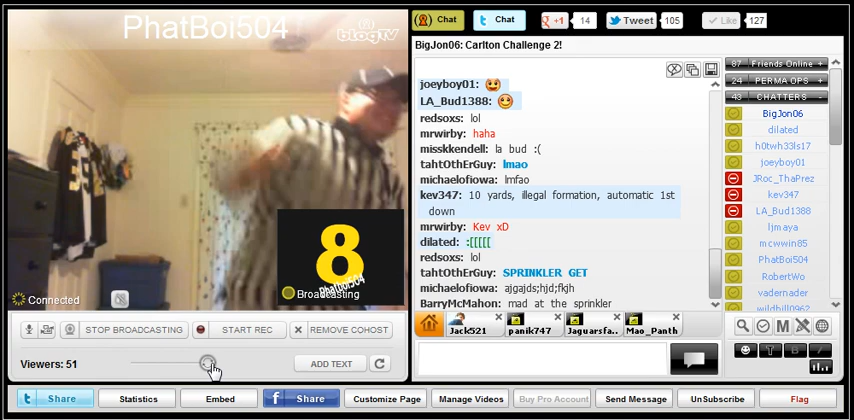 PhatBoi504
blogTV
Connected
8
Phatboi504
Broadcasting
STOP BROADCASTING
START REC
REMOVE COHOST
Viewers: 51
ADD TEXT
Chat
Chat
+1
14
Tweet
105
Like
127
BigJon06: Carlton Challenge 2!
joeyboy01:
LA_Bud1388:
redsoxs: lol
mrwirby: haha
misskkendell: la bud :(
tahtOthErGuy: lmao
michaelofiowa: lmfao
kev347: 10 yards, illegal formation, automatic 1st
down
mrwirby: Kev xD
dilated: :[[[[[
redsoxs: lol
tahtOthErGuy: SPRINKLER GET
michaelofiowa: ajgajds;hjd;fkgh
BarryMcMahon: mad at the sprinkler
Jack521
panik747
Jaguarsfa..
Mao_Panth
87 Friends Online +
24 PERMA OPS +
43 CHATTERS -
BigJon06
dilated
h0twh33ls17
joeyboy01
JRoc_ThaPrez
kev347
LA_Bud1388
ljmaya
mcwwin85
PhatBoi504
RobertWo
vadernader
wildhill0962
M
T
B
I
Share
Statistics
Embed
Share
Customize Page
Manage Videos
Buy Pro Account
Send Message
UnSubscribe
Flag